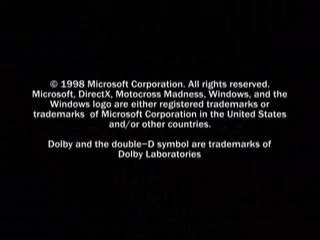 © 1998 Microsoft Corporation. All rights reserved.
Microsoft, DirectX, Motocross Madness, Windows, and the
Windows logo are either registered trademarks or
trademarks of Microsoft Corporation in the United States
and/or other countries.
Dolby and the double-D symbol are trademarks of
Dolby Laboratories